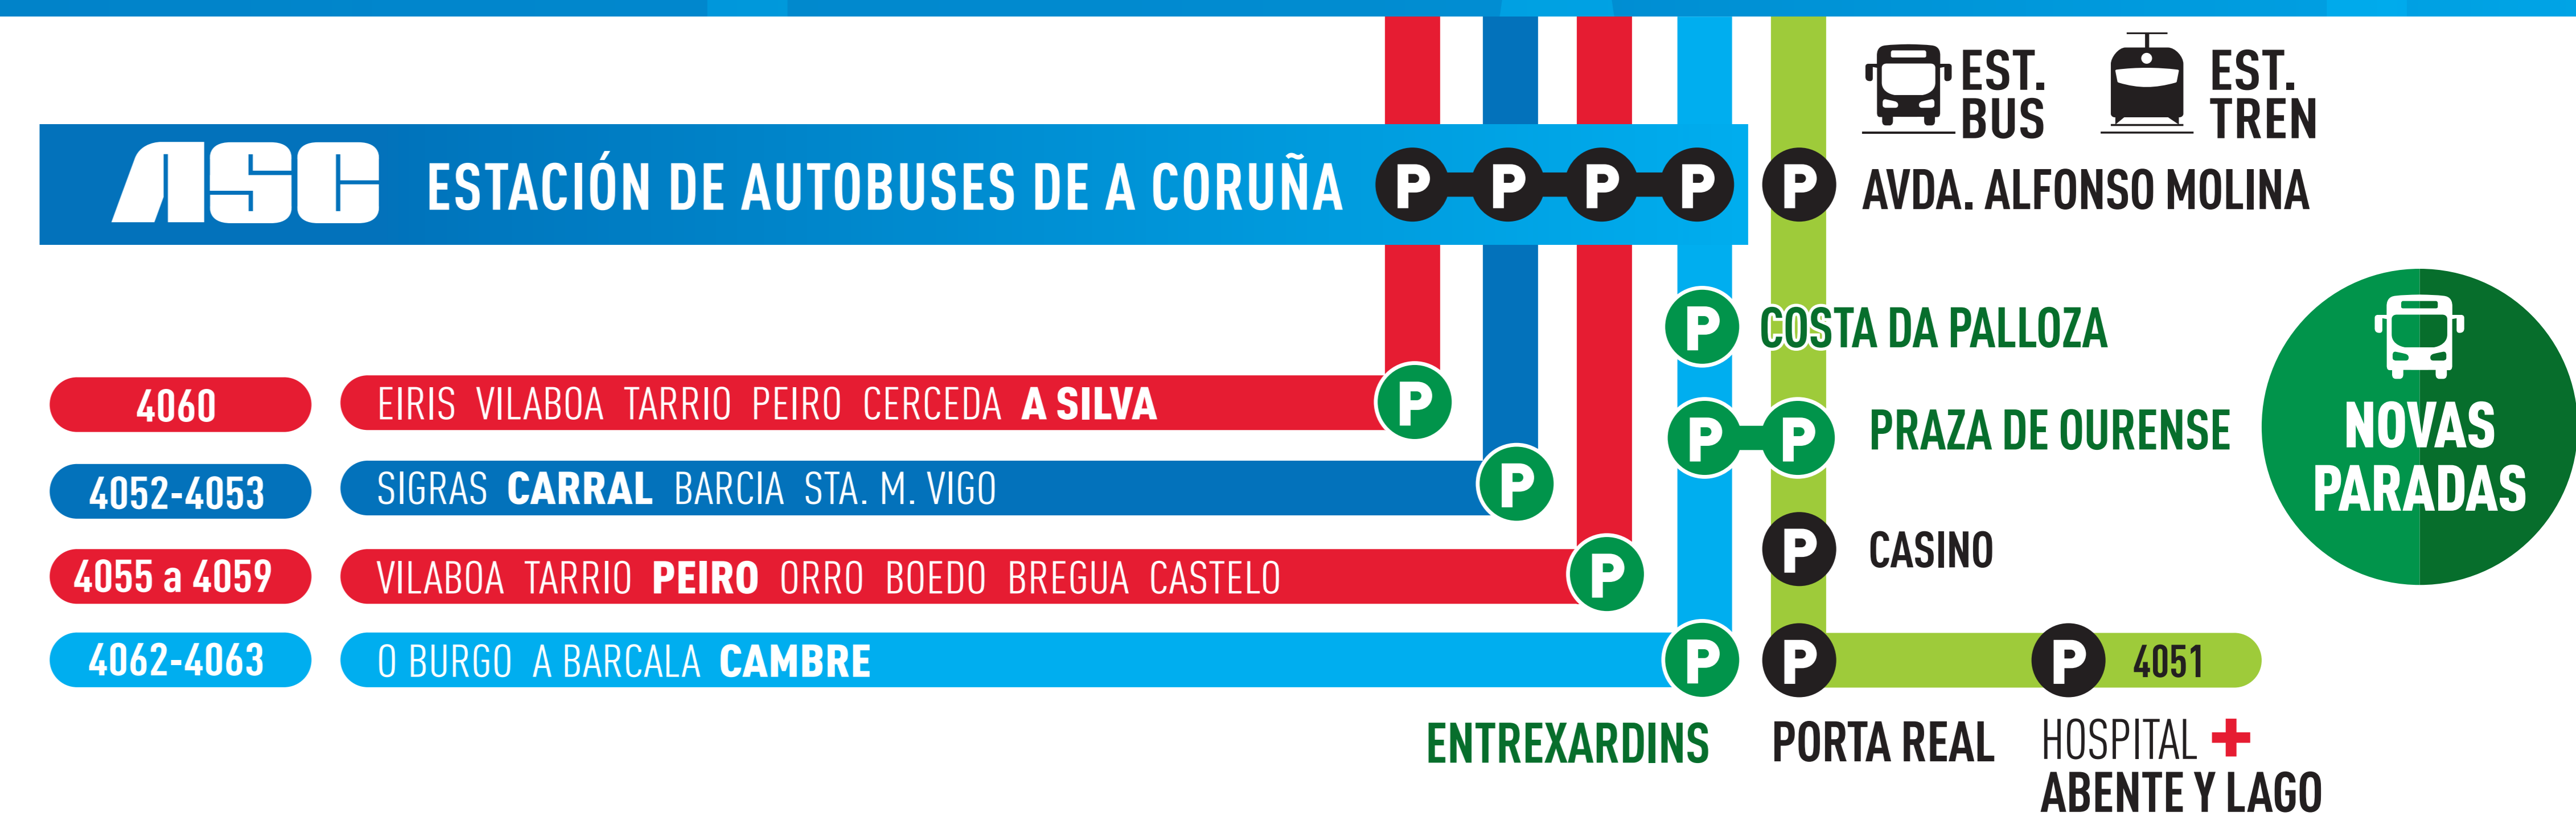 EST.
BUS
EST.
TREN
ASC ESTACIÓN DE AUTOBUSES DE A CORUÑA P P P P P AVDA. ALFONSO MOLINA
P COSTA DA PALLOZA
4060 EIRIS VILABOA TARRIO PEIRO CERCEDA A SILVA P
P P PRAZA DE OURENSE
NOVAS
PARADAS
4052-4053 SIGRAS CARRAL BARCIA STA. M. VIGO P
P CASINO
4055 a 4059 VILABOA TARRIO PEIRO ORRO BOEDO BREGUA CASTELO P
4062-4063 O BURGO A BARCALA CAMBRE P P P 4051
ENTREXARDINS
PORTA REAL
HOSPITAL
ABENTE Y LAGO